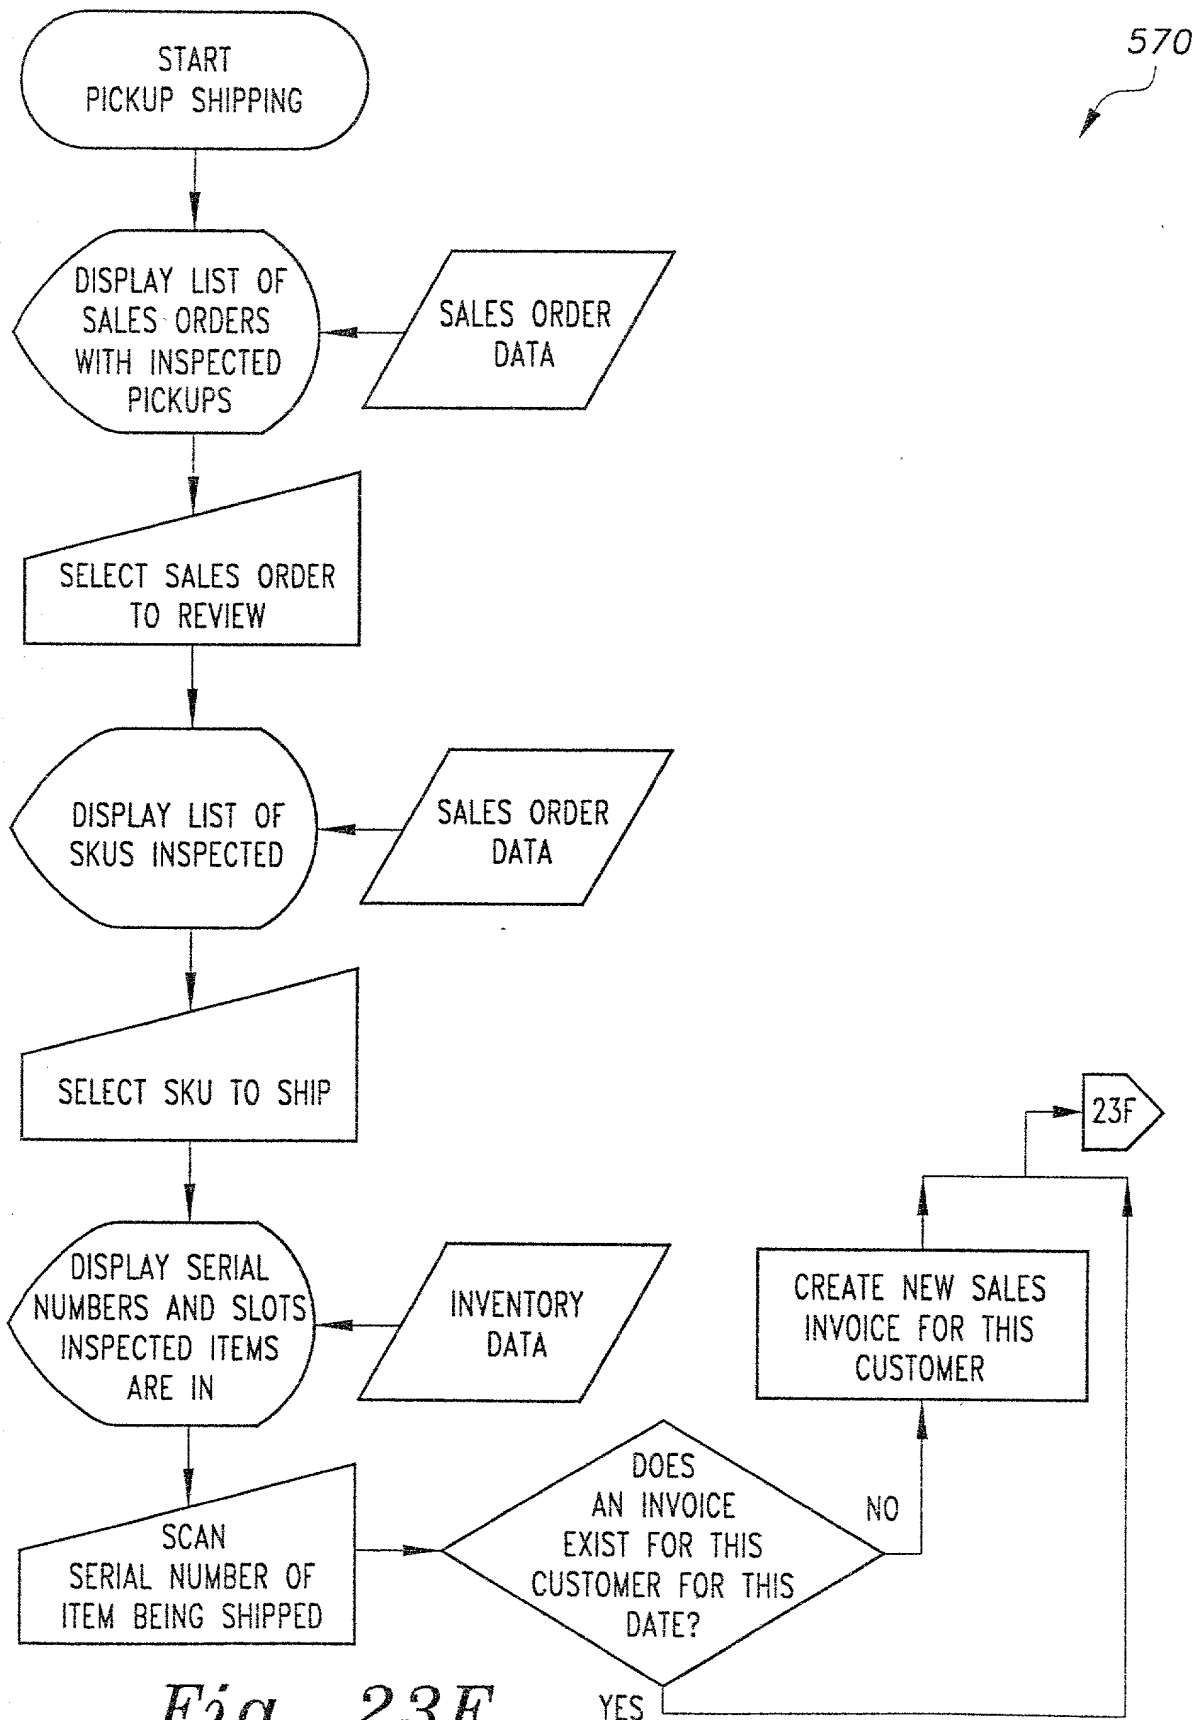 570
START
PICKUP SHIPPING
DISPLAY LIST OF
SALES ORDERS
WITH INSPECTED
PICKUPS
SALES ORDER
DATA
SELECT SALES ORDER
TO REVIEW
DISPLAY LIST OF
SKUS INSPECTED
SALES ORDER
DATA
SELECT SKU TO SHIP
23F
DISPLAY SERIAL
NUMBERS AND SLOTS
INSPECTED ITEMS
ARE IN
INVENTORY
DATA
CREATE NEW SALES
INVOICE FOR THIS
CUSTOMER
SCAN
SERIAL NUMBER OF
ITEM BEING SHIPPED
DOES
AN INVOICE
EXIST FOR THIS
CUSTOMER FOR THIS
DATE?
NO
YES
Fig.